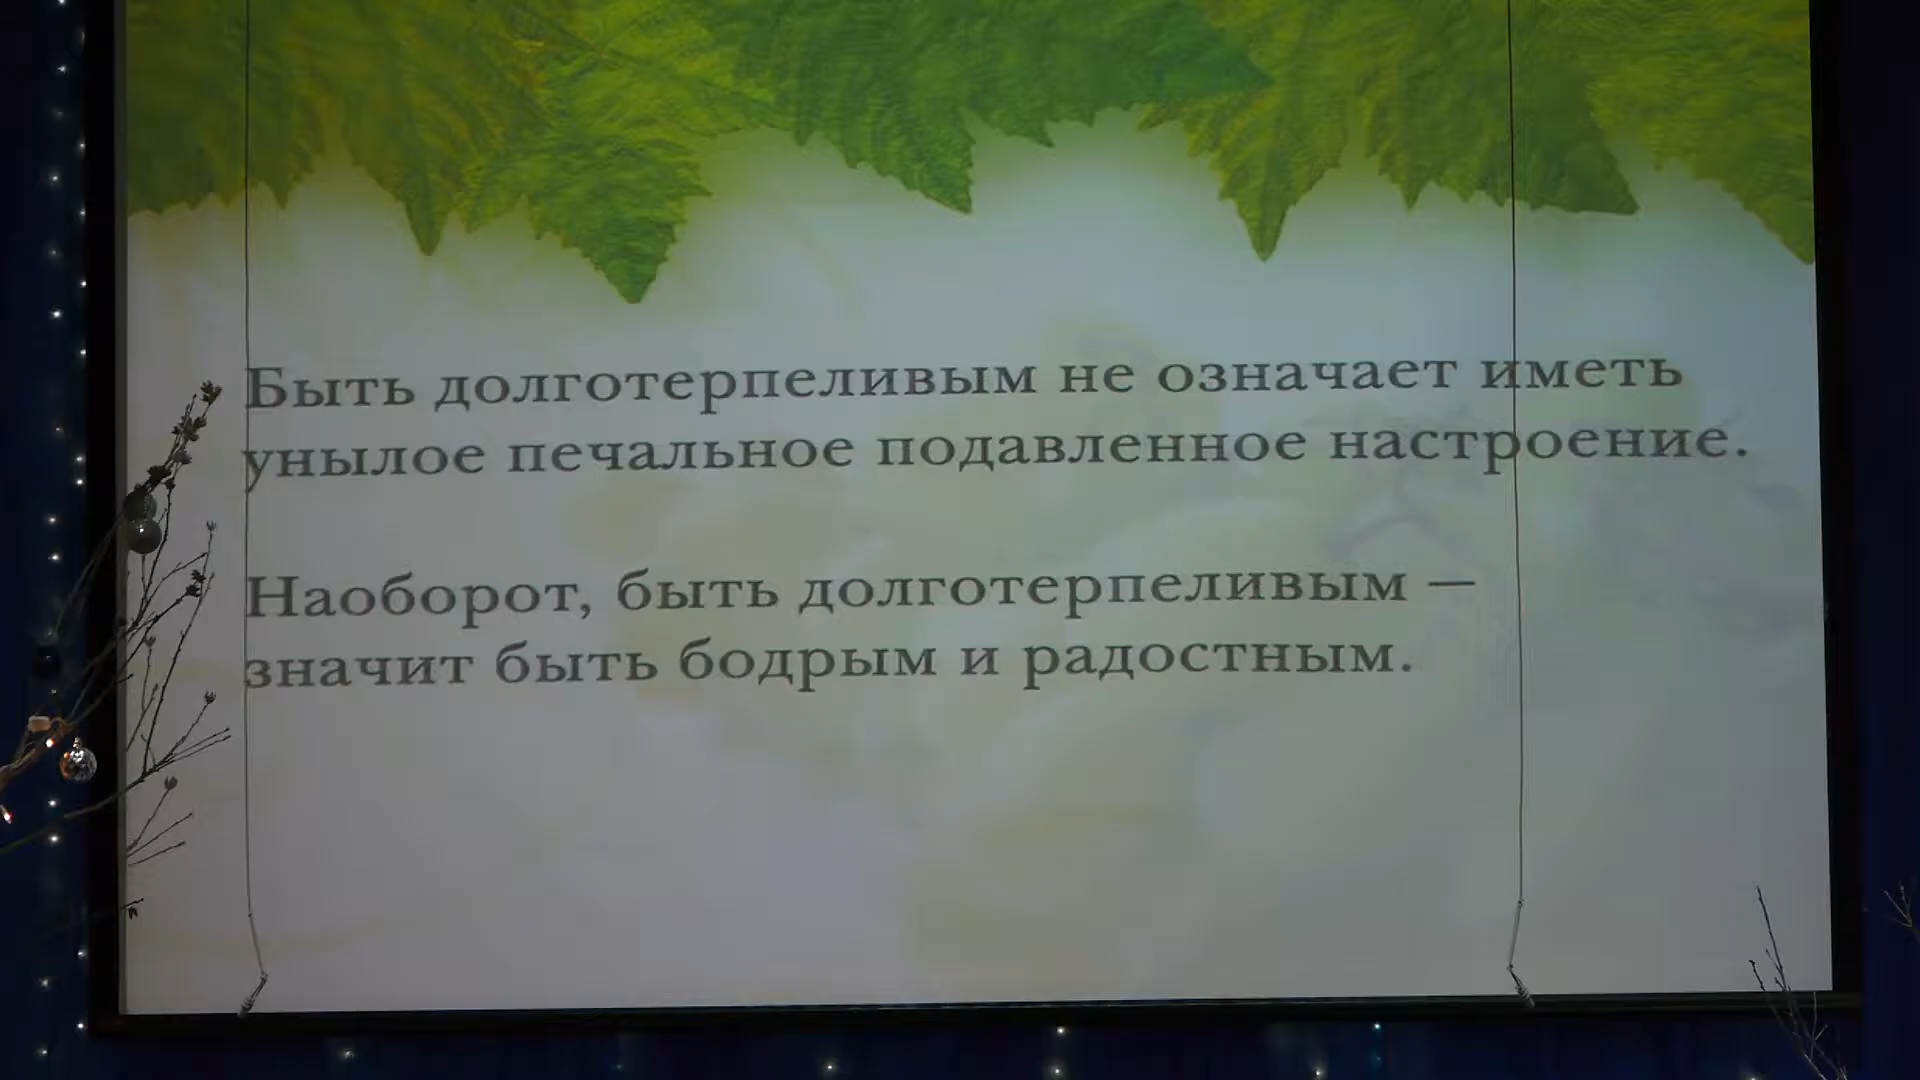 Быть долготерпеливым не означает иметь
унылое печальное подавленное настроение.
Наоборот, быть долготерпеливым —
значит быть бодрым и радостным.